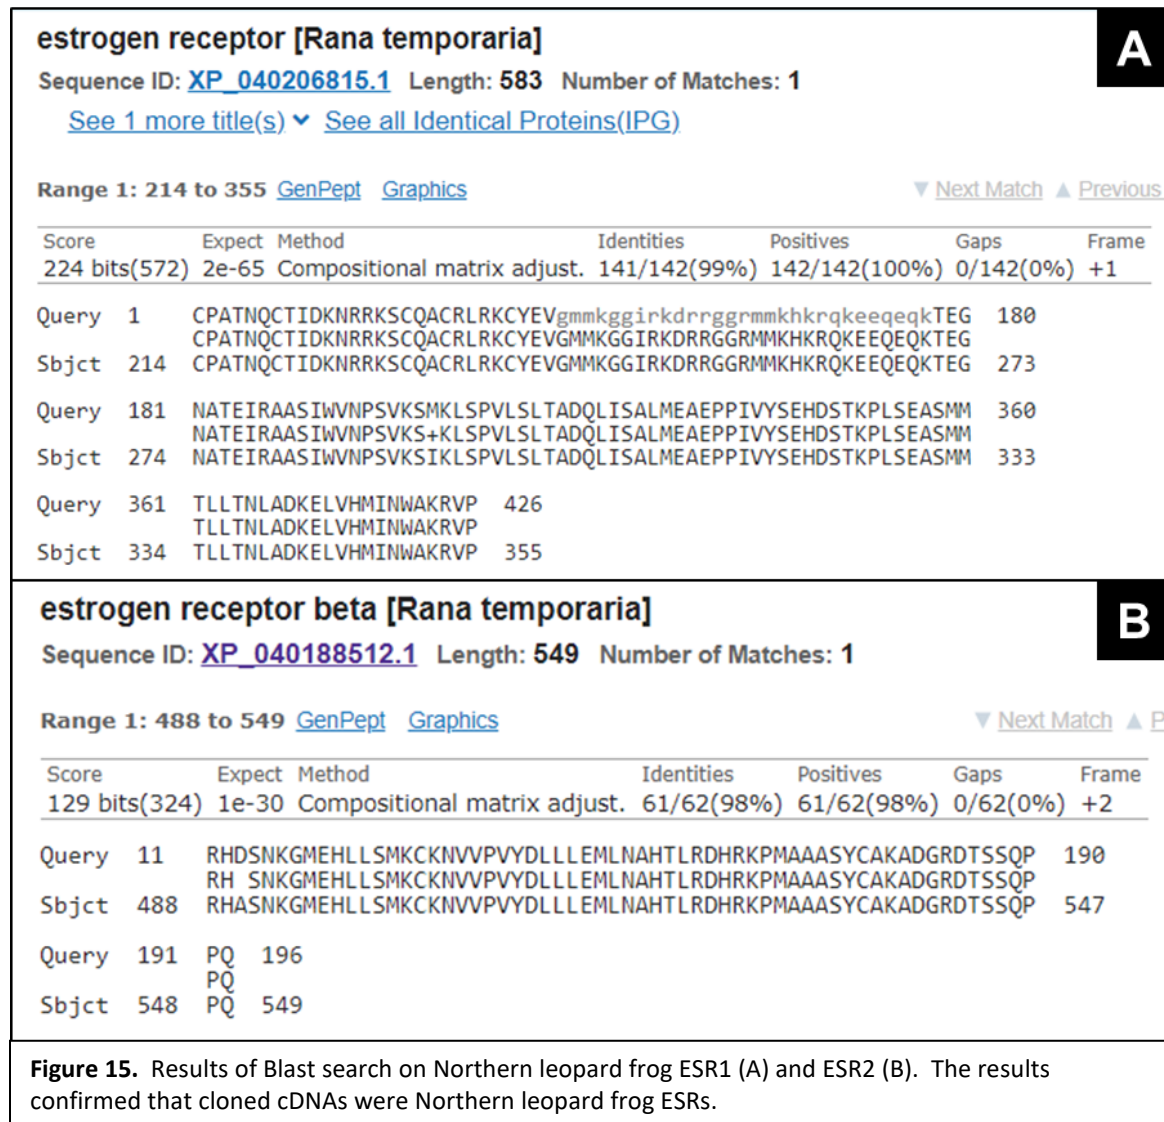 estrogen receptor [Rana temporaria]
A
Sequence ID: XP_040206815.1 Length: 583 Number of Matches: 1
See 1 more title(s) See all Identical Proteins(IPG)
Range 1: 214 to 355 GenPept Graphics Next Match Previous
Score Expect Method Identities Positives Gaps Frame
224 bits(572) 2e-65 Compositional matrix adjust. 141/142(99%) 142/142(100%) 0/142(0%) +1
Query 1 CPATNQCTIDKNRRKSCQACRLRKCYEVgmmkggirkdrrggrmmkhkrqkeeqeqkTEG 180
CPATNQCTIDKNRRKSCQACRLRKCYEVGMMKGGIRKDRRGGRMMKHKRQKEEQEQKTEG
Sbjct 214 CPATNQCTIDKNRRKSCQACRLRKCYEVGMMKGGIRKDRRGGRMMKHKRQKEEQEQKTEG 273
Query 181 NATEIRAASIWVNPSVKSMKLSPVLSLTADQLISALMEAEPPIVYSEHDSTKPLSEASMM 360
NATEIRAASIWVNPSVKS+KLSPVLSLTADQLISALMEAEPPIVYSEHDSTKPLSEASMM
Sbjct 274 NATEIRAASIWVNPSVKSIKLSPVLSLTADQLISALMEAEPPIVYSEHDSTKPLSEASMM 333
Query 361 TLLTNLADKELVHMINWAKRVP 426
TLLTNLADKELVHMINWAKRVP
Sbjct 334 TLLTNLADKELVHMINWAKRVP 355
estrogen receptor beta [Rana temporaria]
B
Sequence ID: XP_040188512.1 Length: 549 Number of Matches: 1
Range 1: 488 to 549 GenPept Graphics Next Match P
Score Expect Method Identities Positives Gaps Frame
129 bits(324) 1e-30 Compositional matrix adjust. 61/62(98%) 61/62(98%) 0/62(0%) +2
Query 11 RHDSNKGMEHLLSMKCKNVVPVYDLLLEMLNAHTLRDHRKPMAAASYCAKADGRDTSSQP 190
RH SNKGMEHLLSMKCKNVVPVYDLLLEMLNAHTLRDHRKPMAAASYCAKADGRDTSSQP
Sbjct 488 RHASNKGMEHLLSMKCKNVVPVYDLLLEMLNAHTLRDHRKPMAAASYCAKADGRDTSSQP 547
Query 191 PQ 196
PQ
Sbjct 548 PQ 549
Figure 15. Results of Blast search on Northern leopard frog ESR1 (A) and ESR2 (B). The results
confirmed that cloned cDNAs were Northern leopard frog ESRs.